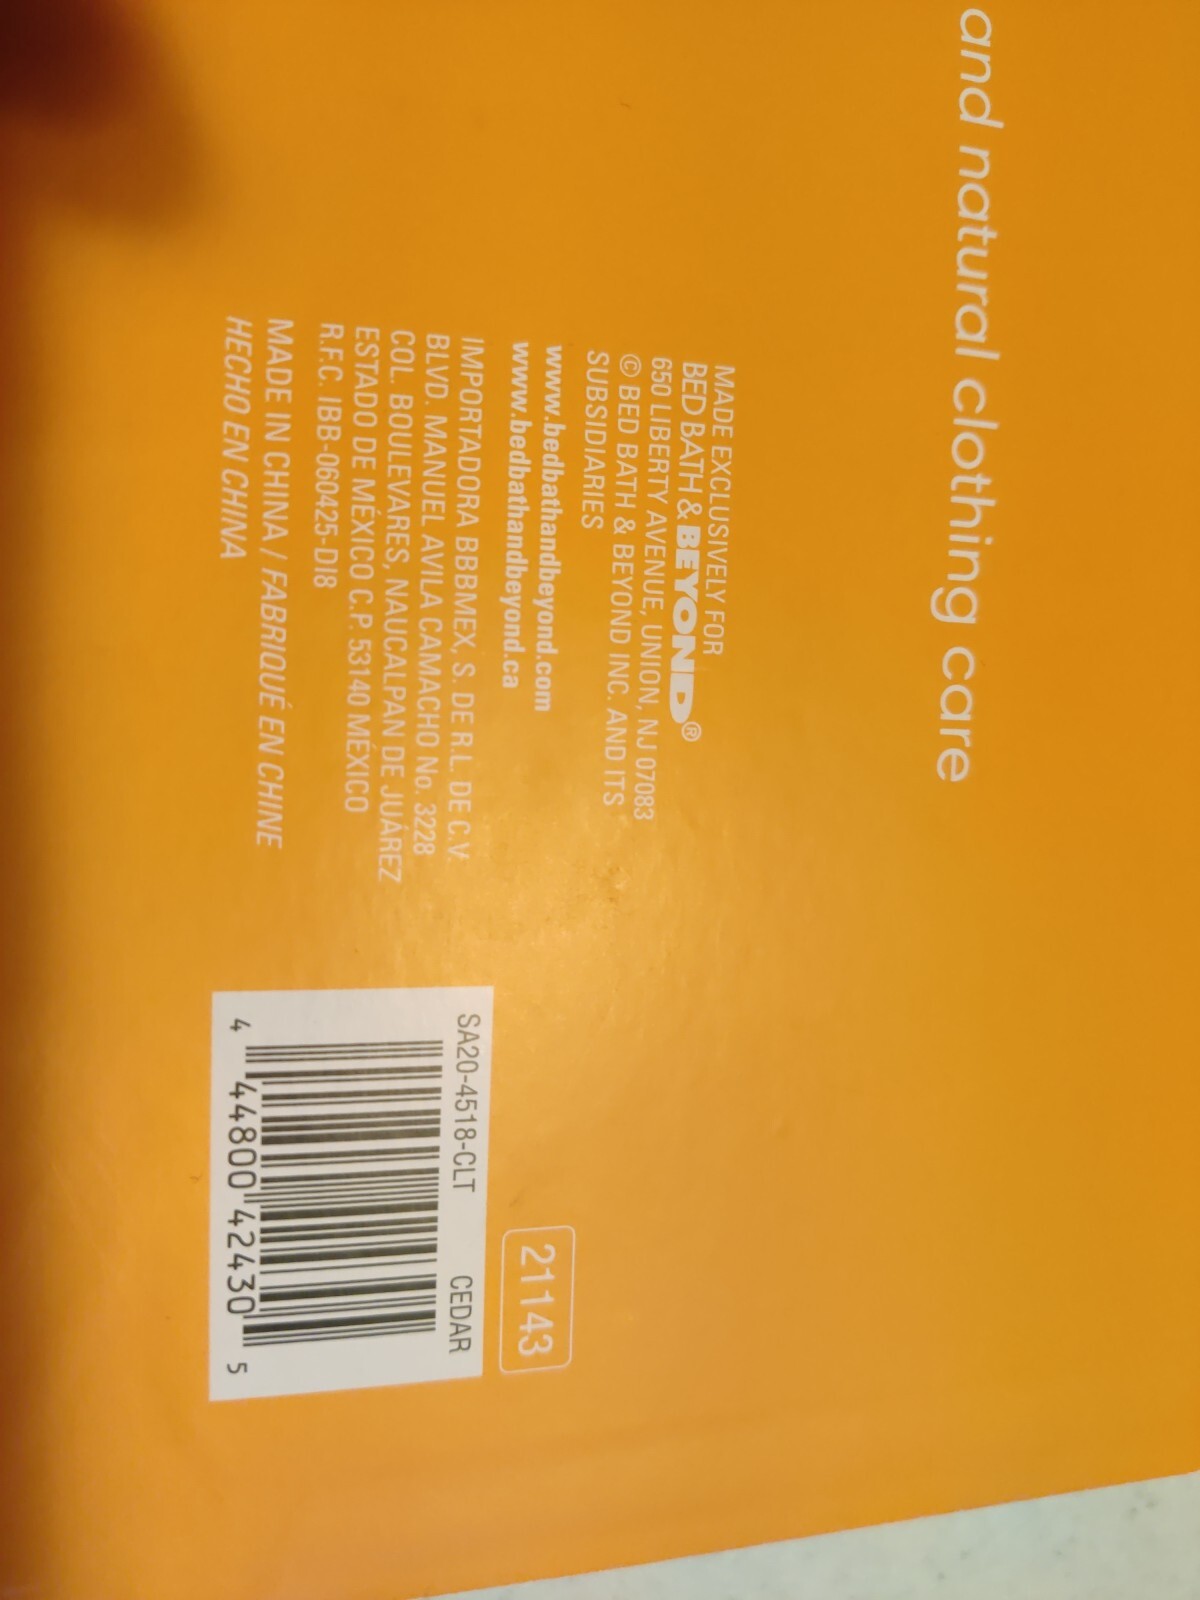 and natural clothing care
MADE EXCLUSIVELY FOR
BED BATH & BEYOND®
650 LIBERTY AVENUE, UNION, NJ 07083
© BED BATH & BEYOND INC. AND ITS
SUBSIDIARIES
www.bedbathandbeyond.com
www.bedbathandbeyond.ca
IMPORTADORA BBBMEX, S. DE R.L. DE C.V.
BLVD. MANUEL AVILA CAMACHO No. 3228
COL. BOULEVARES, NAUCALPAN DE JUÁREZ
ESTADO DE MÉXICO C.P. 53140 MÉXICO
R.F.C. IBB-060425-DI8
MADE IN CHINA / FABRIQUÉ EN CHINE
HECHO EN CHINA
21143
SA20-4518-CLT CEDAR
4 44800 42430 5